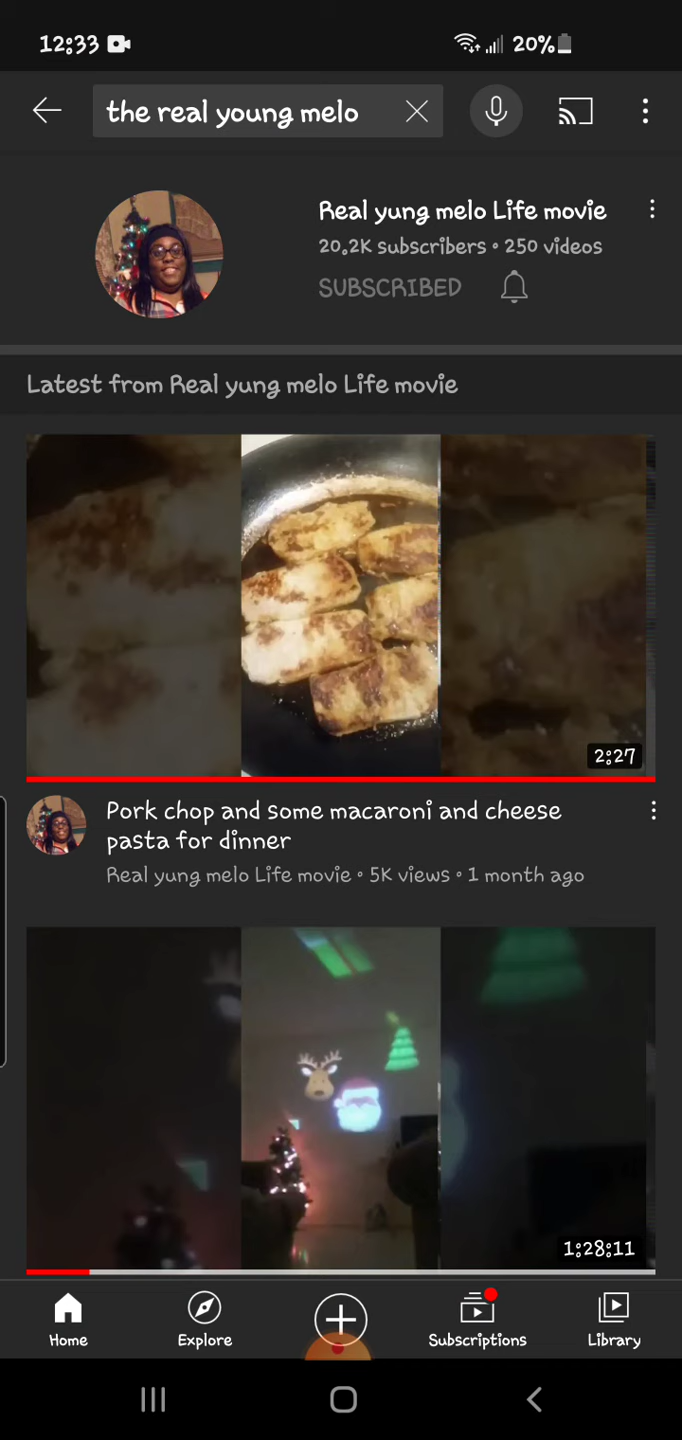 12:33 20%
the real young melo
Real yung melo Life movie
20.2K subscribers • 250 videos
SUBSCRIBED
Latest from Real yung melo Life movie
2:27
Pork chop and some macaroni and cheese
pasta for dinner
Real yung melo Life movie • 5K views • 1 month ago
1:28:11
Home Explore Subscriptions Library